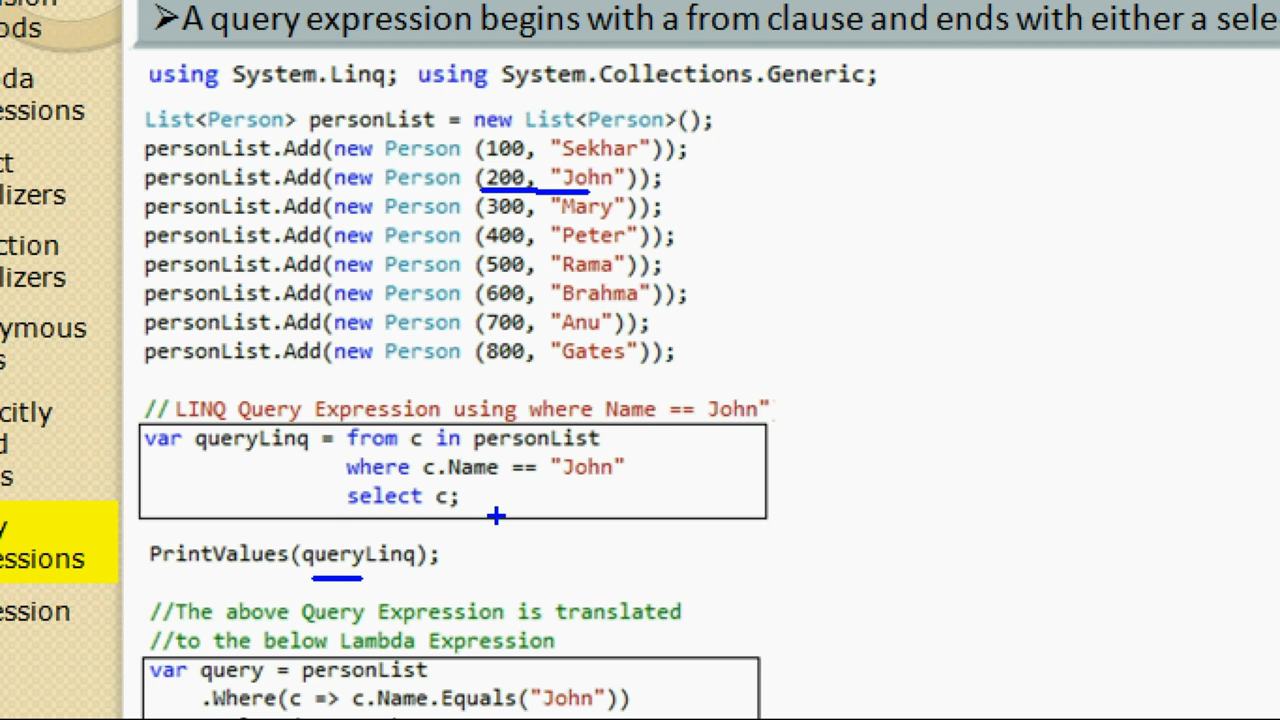 ➤A query expression begins with a from clause and ends with either a
using System.Linq; using System.Collections.Generic;
List<Person> personList = new List<Person>();
personList.Add(new Person (100, "Sekhar"));
personList.Add(new Person (200, "John"));
personList.Add(new Person (300, "Mary"));
personList.Add(new Person (400, "Peter"));
personList.Add(new Person (500, "Rama"));
personList.Add(new Person (600, "Brahma"));
personList.Add(new Person (700, "Anu"));
personList.Add(new Person (800, "Gates"));
// LINQ Query Expression using where Name == John"
var queryLinq = from c in personList
where c.Name == "John"
select c;
PrintValues(queryLinq);
//The above Query Expression is translated
//to the below Lambda Expression
var query = personList
.Where(c => c.Name.Equals("John"))
ods
da
essions
ct
lizers
ction
lizers
ymous
s
citly
d
s
y
essions
ession